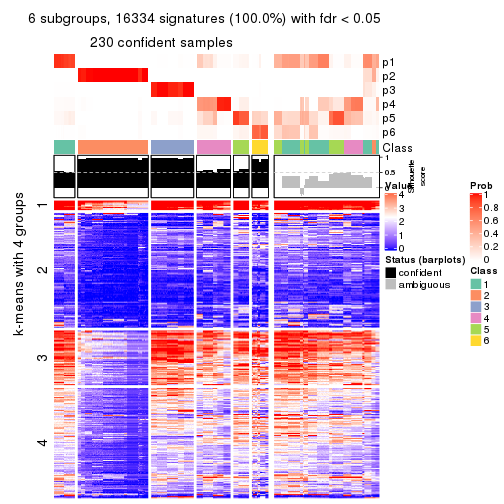 6 subgroups, 16334 signatures (100.0%) with fdr < 0.05
230 confident samples
p1
p2
p3
p4
p5
p6
Class
1
0.5
0
Silhouette
score
k-means with 4 groups
1
2
3
4
Value
4
3
2
1
0
Status (barplots)
confident
ambiguous
Prob
1
0.8
0.6
0.4
0.2
0
Class
1
2
3
4
5
6